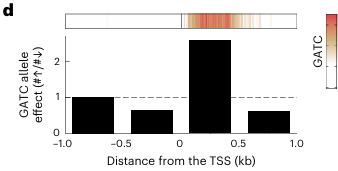 d
GATC allele
effect (#↑/#↓)
2
1
0
−1.0
−0.5
0
0.5
1.0
Distance from the TSS (kb)
GATC